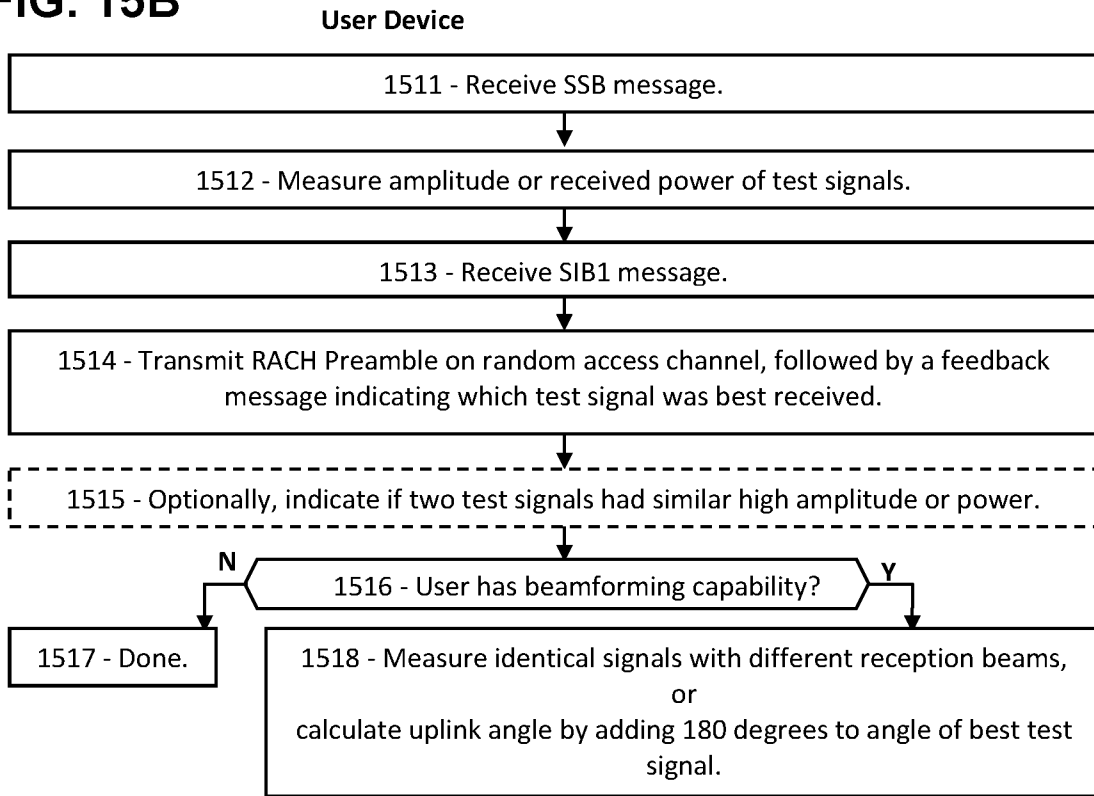 FIG. 15B
User Device
1511 - Receive SSB message.
1512 - Measure amplitude or received power of test signals.
1513 - Receive SIB1 message.
1514 - Transmit RACH Preamble on random access channel, followed by a feedback
message indicating which test signal was best received.
1515 - Optionally, indicate if two test signals had similar high amplitude or power.
N
1516 - User has beamforming capability?
Y
1517 - Done.
1518 - Measure identical signals with different reception beams,
or
calculate uplink angle by adding 180 degrees to angle of best test
signal.